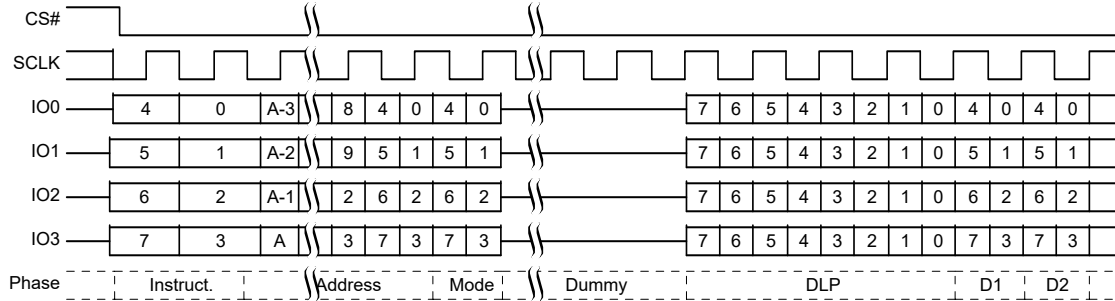 CS#
SCLK
IO0 4 0 A-3 8 4 0 4 0 7 6 5 4 3 2 1 0 4 0 4 0
IO1 5 1 A-2 9 5 1 5 1 7 6 5 4 3 2 1 0 5 1 5 1
IO2 6 2 A-1 2 6 2 6 2 7 6 5 4 3 2 1 0 6 2 6 2
IO3 7 3 A 3 7 3 7 3 7 6 5 4 3 2 1 0 7 3 7 3
Phase Instruct. Address Mode Dummy DLP D1 D2